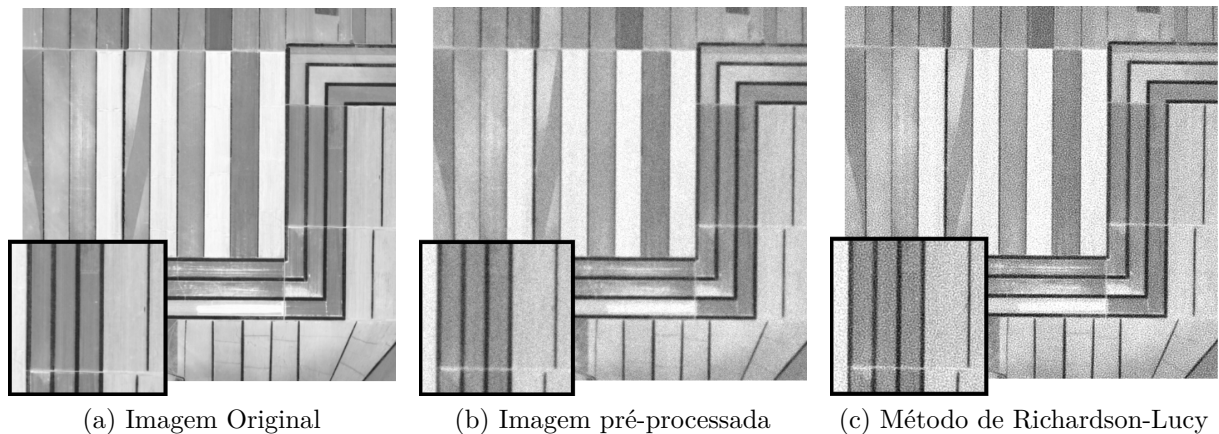 (a) Imagem Original
(b) Imagem pré-processada
(c) Método de Richardson-Lucy